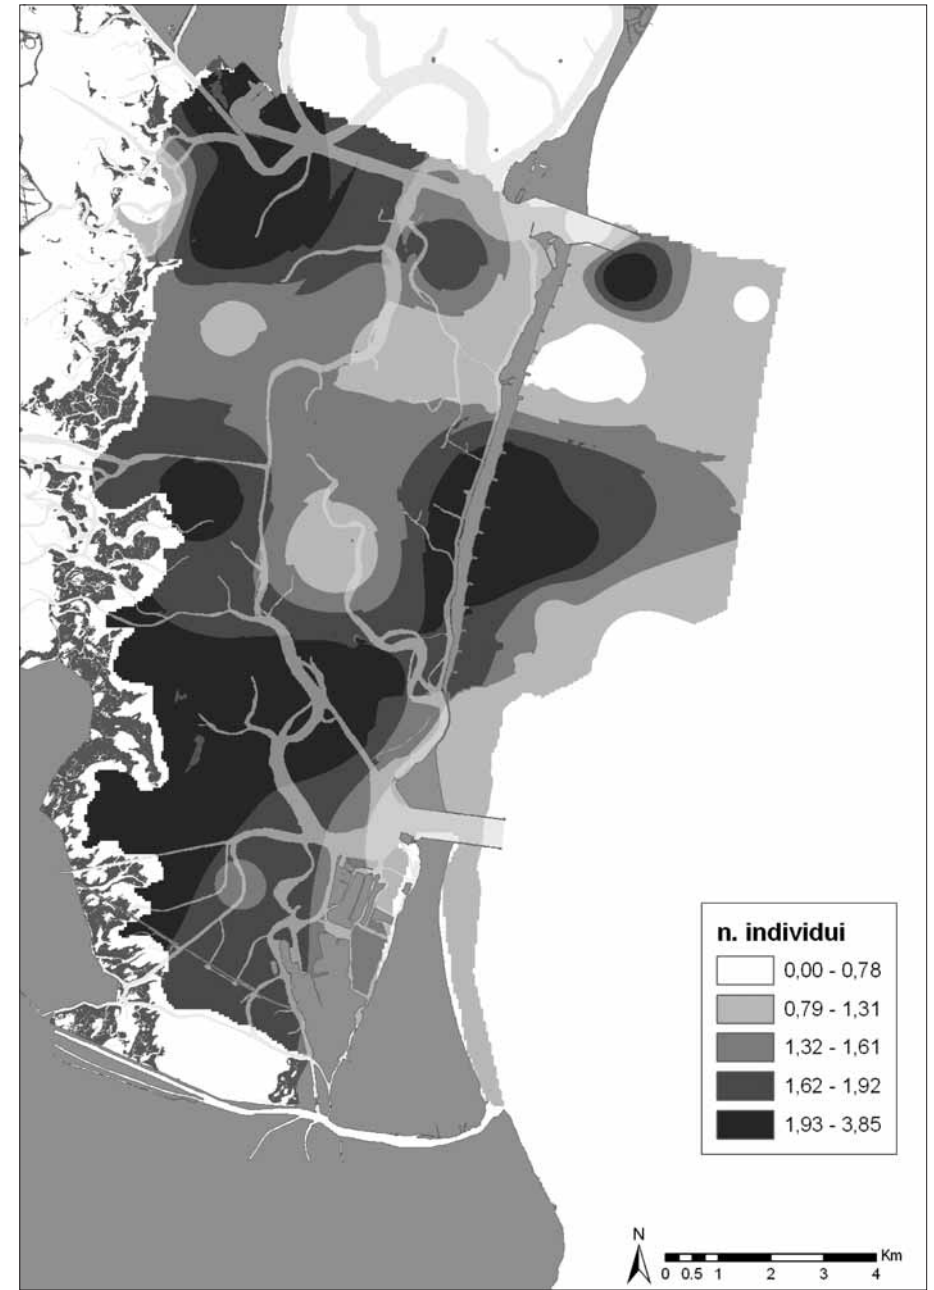 n. individui
0,00 - 0,78
0,79 - 1,31
1,32 - 1,61
1,62 - 1,92
1,93 - 3,85
N
Km
0 0.5 1 2 3 4